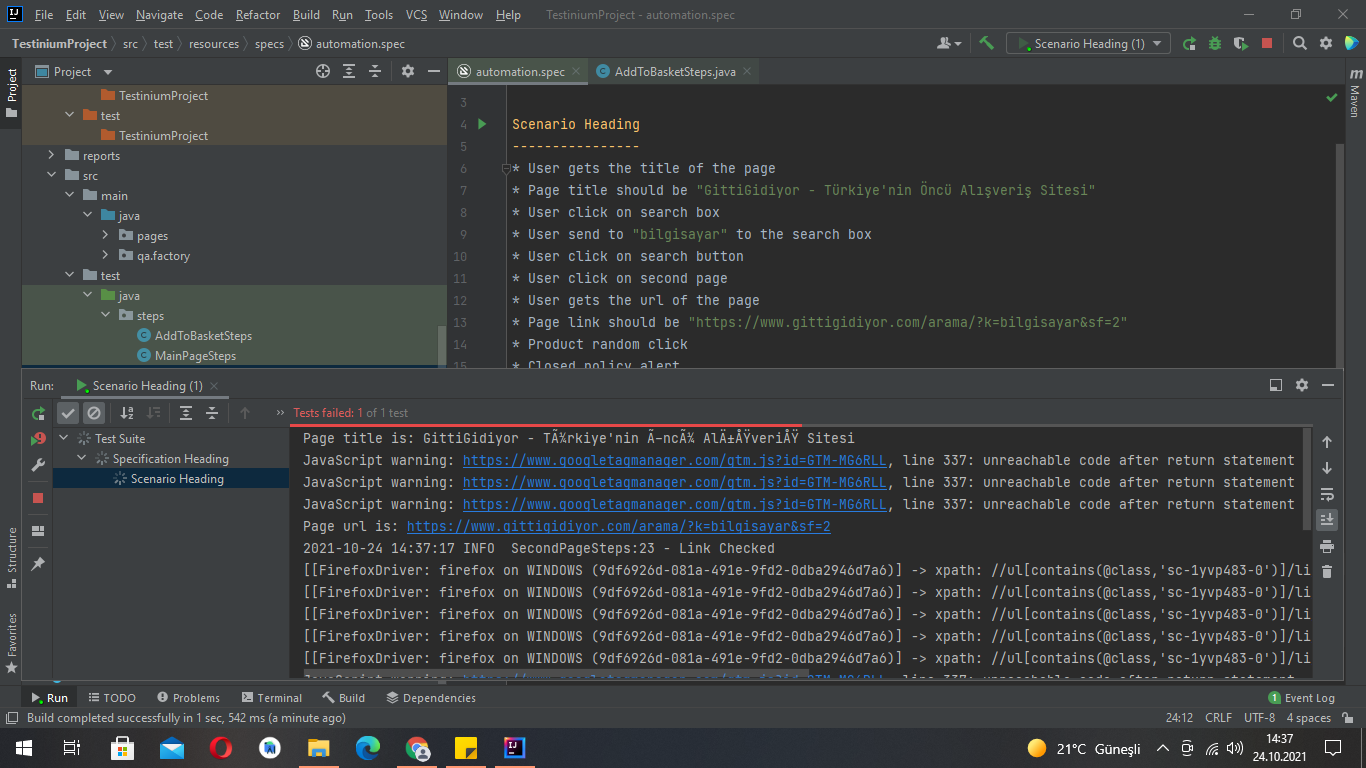 File Edit View Navigate Code Refactor Build Run Tools VCS Window Help TestiniumProject - automation.spec
TestiniumProject src test resources specs automation.spec Scenario Heading (1)
Project automation.spec AddToBasketSteps.java
Project
Maven
TestiniumProject
test
TestiniumProject
reports
src
main
java
pages
qa.factory
test
java
steps
AddToBasketSteps
MainPageSteps
3
4 Scenario Heading
5 ----------------
6 * User gets the title of the page
7 * Page title should be "GittiGidiyor - Türkiye'nin Öncü Alışveriş Sitesi"
8 * User click on search box
9 * User send to "bilgisayar" to the search box
10 * User click on search button
11 * User click on second page
12 * User gets the url of the page
13 * Page link should be "https://www.gittigidiyor.com/arama/?k=bilgisayar&sf=2"
14 * Product random click
15 * Closed policy alert
Run: Scenario Heading (1)
Tests failed: 1 of 1 test
Test Suite
Specification Heading
Scenario Heading
Page title is: GittiGidiyor - TÃ¼rkiye'nin Ã–ncÃ¼ AlÄ±ÅŸveriÅŸ Sitesi
JavaScript warning: https://www.googletagmanager.com/gtm.js?id=GTM-MG6RLL, line 337: unreachable code after return statement
JavaScript warning: https://www.googletagmanager.com/gtm.js?id=GTM-MG6RLL, line 337: unreachable code after return statement
JavaScript warning: https://www.googletagmanager.com/gtm.js?id=GTM-MG6RLL, line 337: unreachable code after return statement
Page url is: https://www.gittigidiyor.com/arama/?k=bilgisayar&sf=2
2021-10-24 14:37:17 INFO  SecondPageSteps:23 - Link Checked
[[FirefoxDriver: firefox on WINDOWS (9df6926d-081a-491e-9fd2-0dba2946d7a6)] -> xpath: //ul[contains(@class,'sc-1yvp483-0')]/li
[[FirefoxDriver: firefox on WINDOWS (9df6926d-081a-491e-9fd2-0dba2946d7a6)] -> xpath: //ul[contains(@class,'sc-1yvp483-0')]/li
[[FirefoxDriver: firefox on WINDOWS (9df6926d-081a-491e-9fd2-0dba2946d7a6)] -> xpath: //ul[contains(@class,'sc-1yvp483-0')]/li
[[FirefoxDriver: firefox on WINDOWS (9df6926d-081a-491e-9fd2-0dba2946d7a6)] -> xpath: //ul[contains(@class,'sc-1yvp483-0')]/li
[[FirefoxDriver: firefox on WINDOWS (9df6926d-081a-491e-9fd2-0dba2946d7a6)] -> xpath: //ul[contains(@class,'sc-1yvp483-0')]/li
Structure
Favorites
Run TODO Problems Terminal Build Dependencies 1 Event Log
Build completed successfully in 1 sec, 542 ms (a minute ago) 24:12 CRLF UTF-8 4 spaces
21°C Güneşli 14:37
24.10.2021